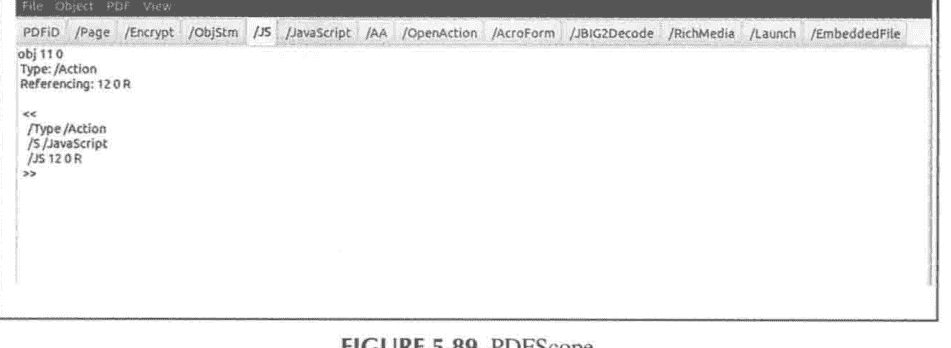 File Object PDF View
PDFiD /Page /Encrypt /ObjStm /JS /JavaScript /AA /OpenAction /AcroForm /JBIG2Decode /RichMedia /Launch /EmbeddedFile
obj 11 0
Type: /Action
Referencing: 12 0 R
<<
/Type /Action
/S /JavaScript
/JS 12 0 R
>>
FIGURE 5.89 PDFScope